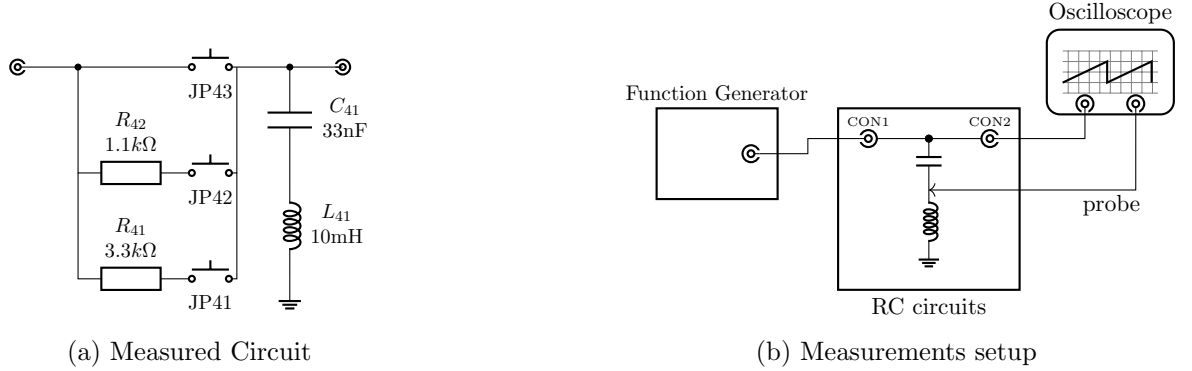 JP43
C41
33nF
R42
1.1kΩ
JP42
L41
10mH
R41
3.3kΩ
JP41
(a) Measured Circuit
Oscilloscope
Function Generator
CON1
CON2
probe
RC circuits
(b) Measurements setup